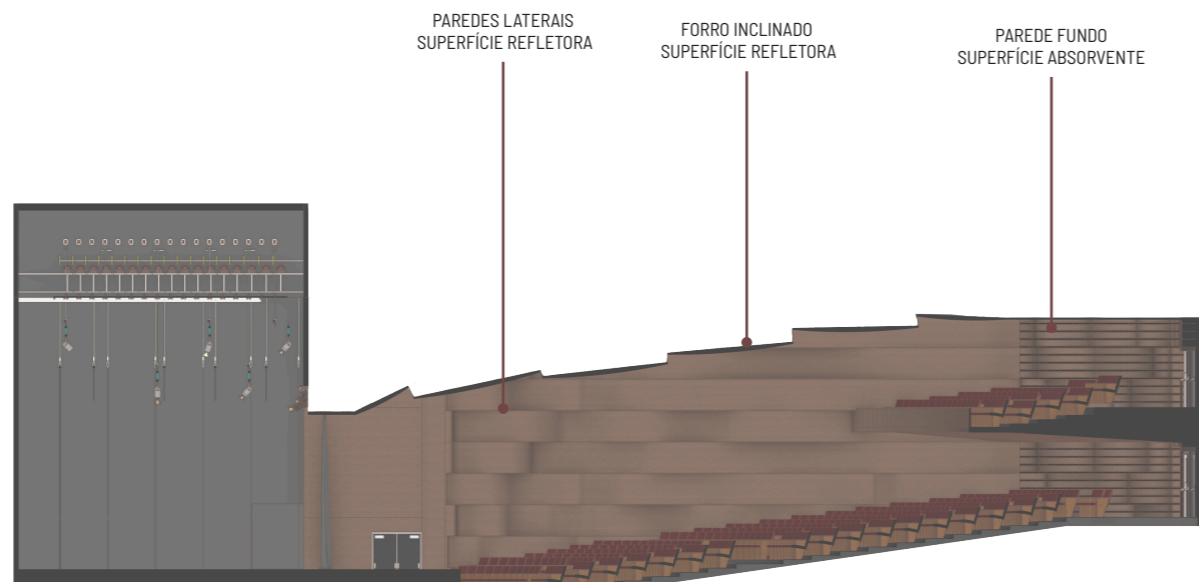 PAREDES LATERAIS
SUPERFÍCIE REFLETORA
FORRO INCLINADO
SUPERFÍCIE REFLETORA
PAREDE FUNDO
SUPERFÍCIE ABSORVENTE